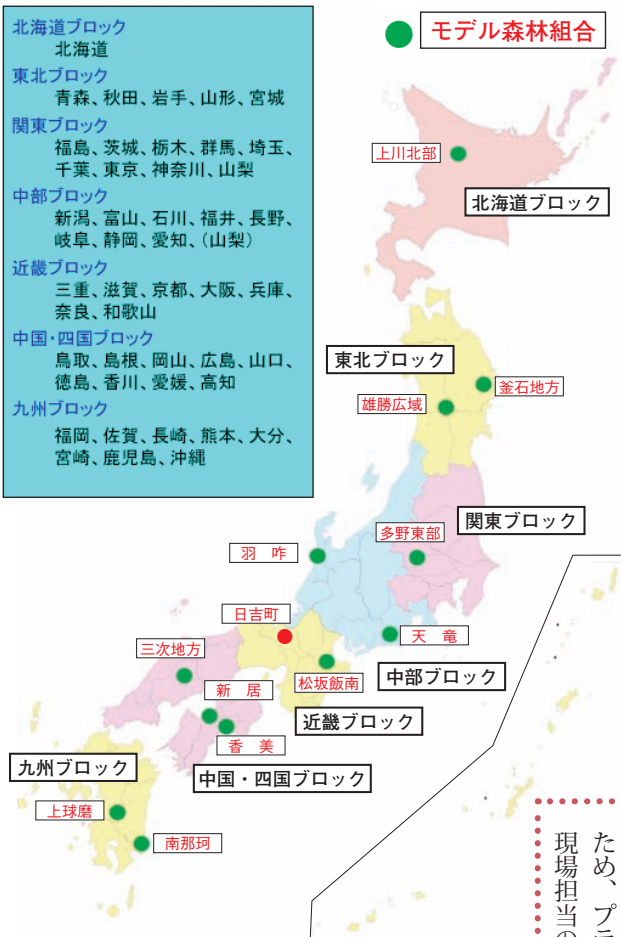 北海道ブロック
北海道
東北ブロック
青森、秋田、岩手、山形、宮城
関東ブロック
福島、茨城、栃木、群馬、埼玉、
千葉、東京、神奈川、山梨
中部ブロック
新潟、富山、石川、福井、長野、
岐阜、静岡、愛知、(山梨)
近畿ブロック
三重、滋賀、京都、大阪、兵庫、
奈良、和歌山
中国・四国ブロック
鳥取、島根、岡山、広島、山口、
徳島、香川、愛媛、高知
九州ブロック
福岡、佐賀、長崎、熊本、大分、
宮崎、鹿児島、沖縄
モデル森林組合
上川北部
北海道ブロック
東北ブロック
釜石地方
雄勝広域
関東ブロック
多野東部
羽 咋
日吉町
天 竜
三次地方
中部ブロック
新 居
松坂飯南
近畿ブロック
香 美
九州ブロック
中国・四国ブロック
上球磨
南那珂
ため、プラ
現場担当の